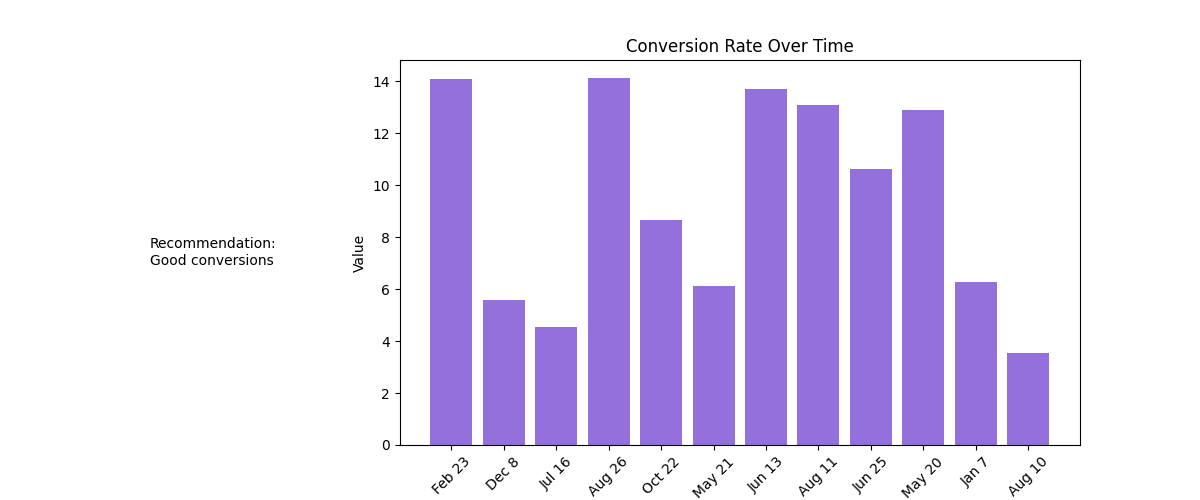 Conversion Rate Over Time
Recommendation:
Good conversions
Value
14
12
10
8
6
4
2
0
Feb 23
Dec 8
Jul 16
Aug 26
Oct 22
May 21
Jun 13
Aug 11
Jun 25
May 20
Jan 7
Aug 10